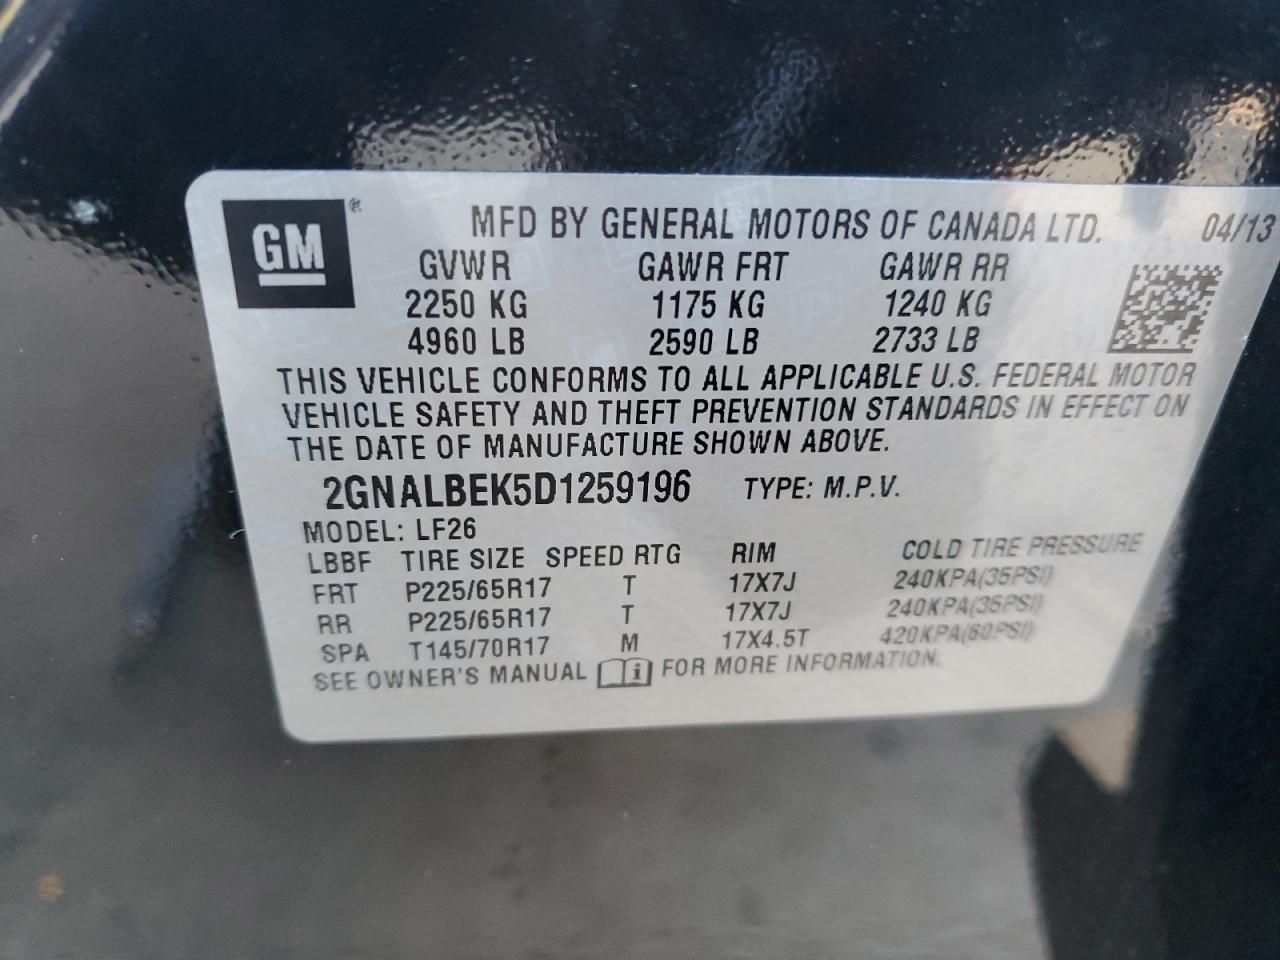 GM® MFD BY GENERAL MOTORS OF CANADA LTD. 04/13
GVWR GAWR FRT GAWR RR
2250 KG 1175 KG 1240 KG
4960 LB 2590 LB 2733 LB
THIS VEHICLE CONFORMS TO ALL APPLICABLE U.S. FEDERAL MOTOR
VEHICLE SAFETY AND THEFT PREVENTION STANDARDS IN EFFECT ON
THE DATE OF MANUFACTURE SHOWN ABOVE.
2GNALBEK5D1259196 TYPE: M.P.V.
MODEL: LF26
LBBF TIRE SIZE SPEED RTG RIM COLD TIRE PRESSURE
FRT P225/65R17 T 17X7J 240KPA(35PSI)
RR P225/65R17 T 17X7J 240KPA(35PSI)
SPA T145/70R17 M 17X4.5T 420KPA(60PSI)
SEE OWNER'S MANUAL i FOR MORE INFORMATION.